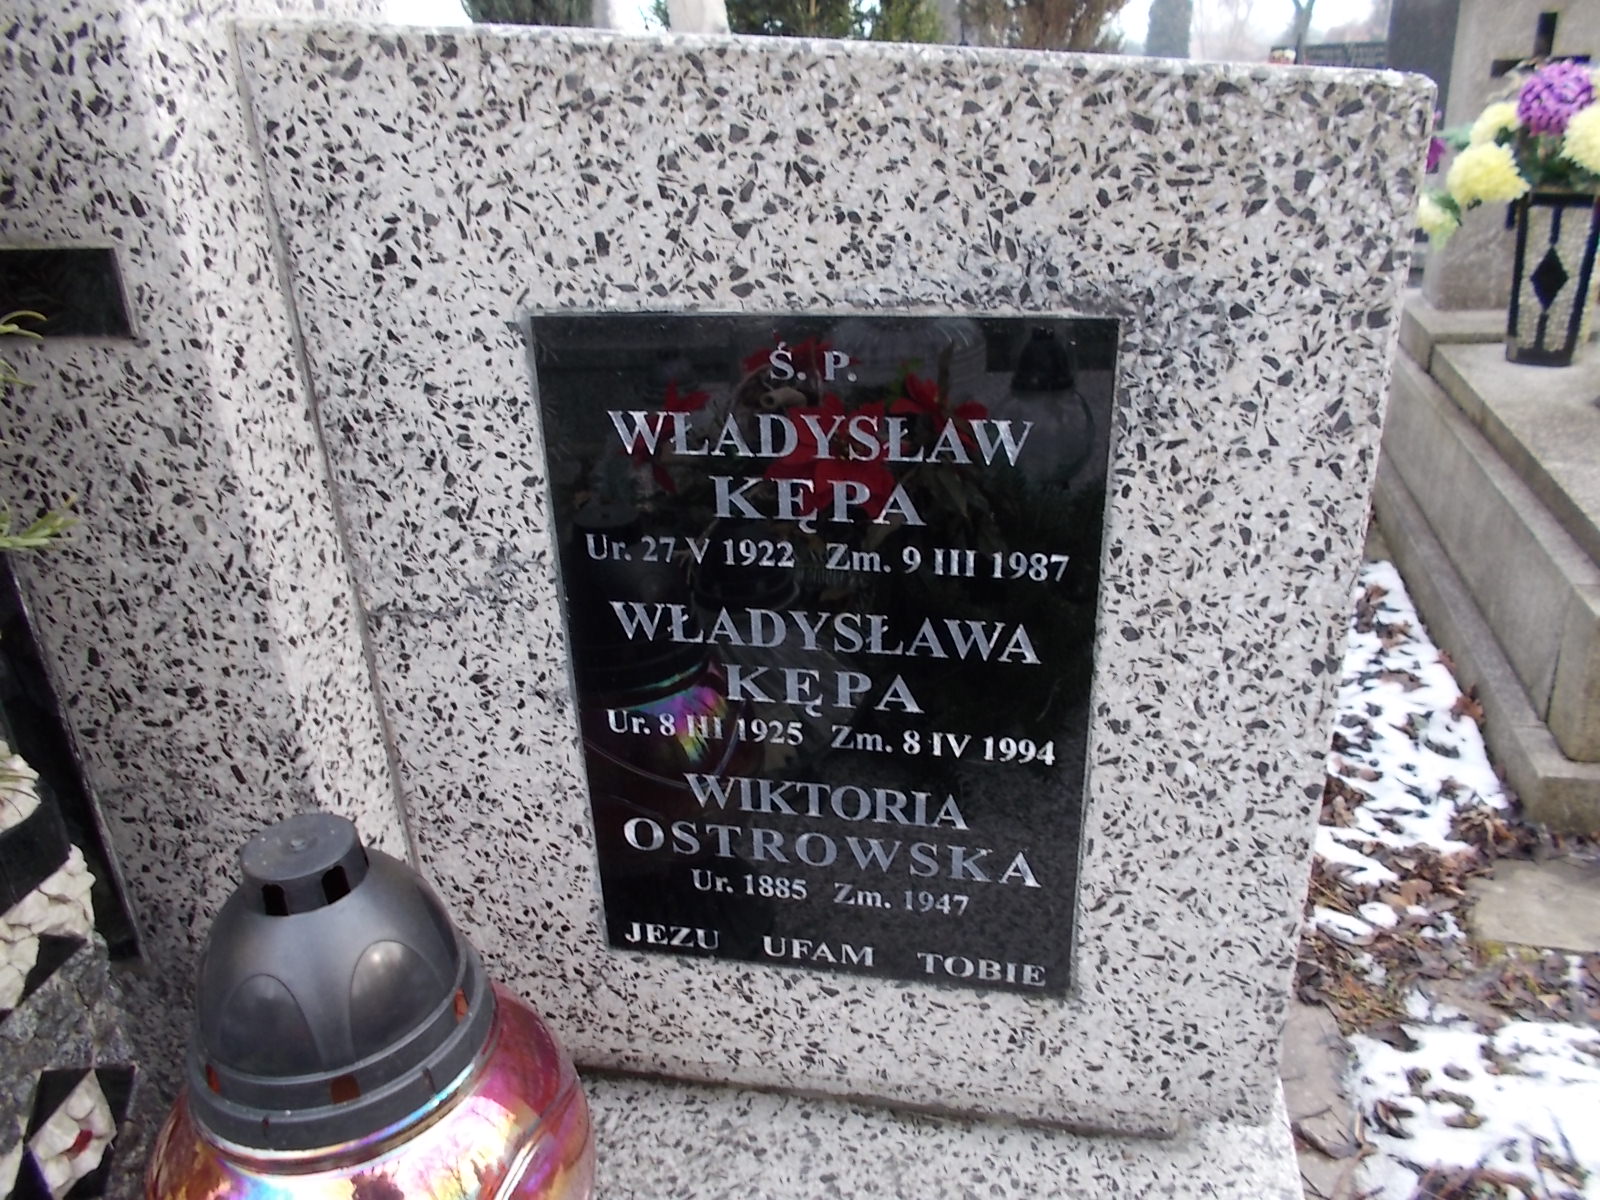 Ś. P.
WŁADYSŁAW
KĘPA
Ur. 27 V 1922 Zm. 9 III 1987
WŁADYSŁAWA
KĘPA
Ur. 8 III 1925 Zm. 8 IV 1994
WIKTORIA
OSTROWSKA
Ur. 1885 Zm. 1947
JEZU UFAM TOBIE